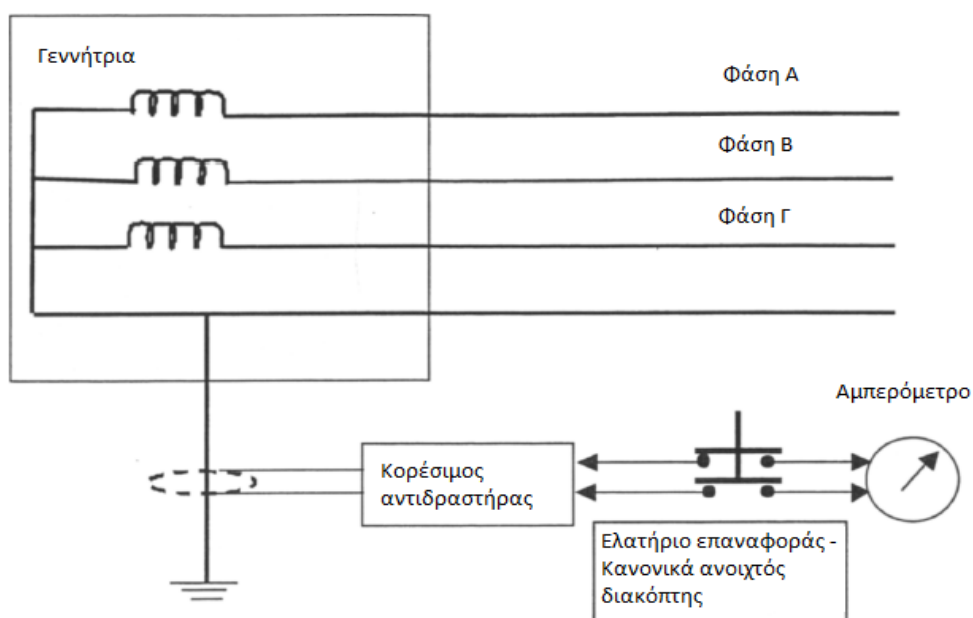 Γεννήτρια
Φάση Α
Φάση Β
Φάση Γ
Αμπερόμετρο
Κορέσιμος
αντιδραστήρας
Ελατήριο επαναφοράς -
Κανονικά ανοιχτός
διακόπτης